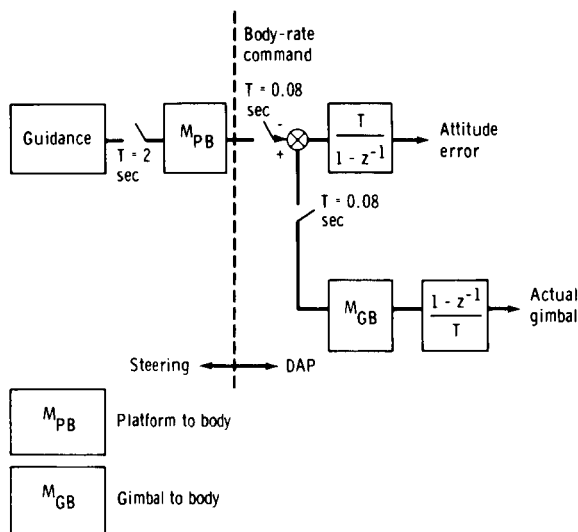 Body-rate
command
T = 0.08
sec
Guidance
T = 2
sec
M_PB
-
+
T
1 - z^-1
Attitude
error
T = 0.08
sec
M_GB
1 - z^-1
T
Actual
gimbal
Steering
DAP
M_PB
Platform to body
M_GB
Gimbal to body